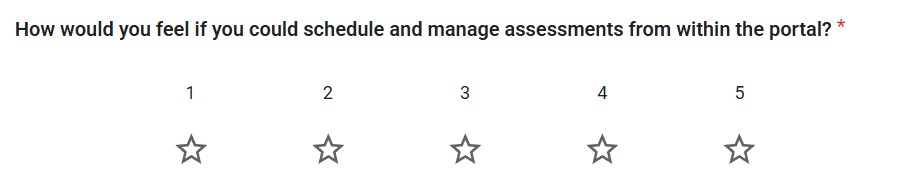 How would you feel if you could schedule and manage assessments from within the portal? *
1 2 3 4 5